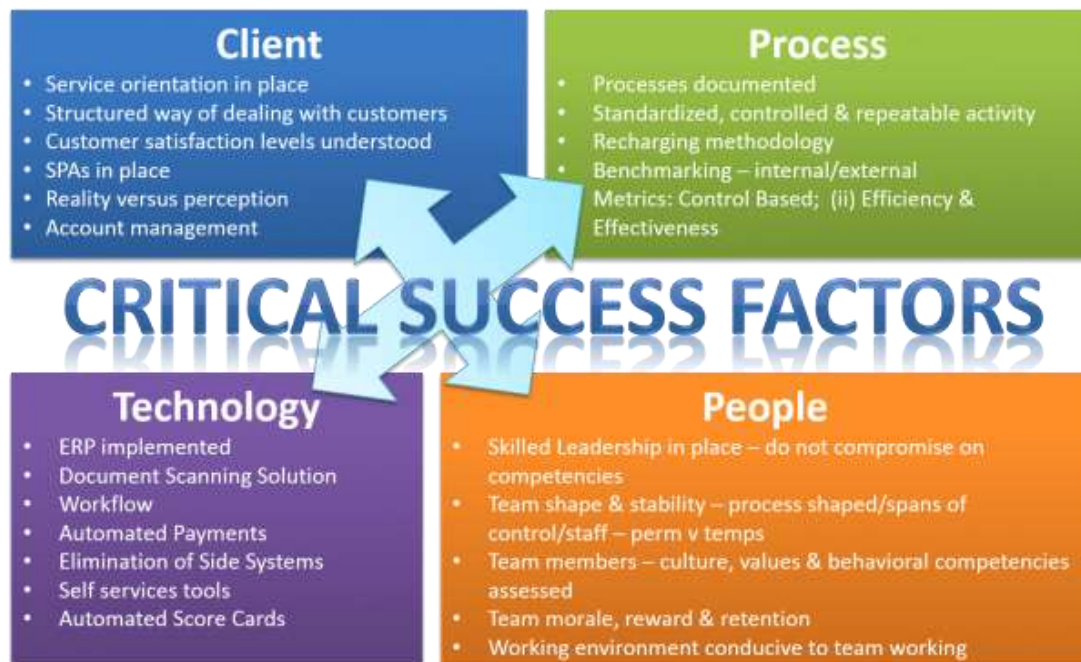 Client
• Service orientation in place
• Structured way of dealing with customers
• Customer satisfaction levels understood
• SPAs in place
• Reality versus perception
• Account management
Process
• Processes documented
• Standardized, controlled & repeatable activity
• Recharging methodology
• Benchmarking – internal/external
Metrics: Control Based; (ii) Efficiency &
Effectiveness
CRITICAL SUCCESS FACTORS
Technology
• ERP implemented
• Document Scanning Solution
• Workflow
• Automated Payments
• Elimination of Side Systems
• Self services tools
• Automated Score Cards
People
• Skilled Leadership in place – do not compromise on
competencies
• Team shape & stability – process shaped/spans of
control/staff – perm v temps
• Team members – culture, values & behavioral competencies
assessed
• Team morale, reward & retention
• Working environment conducive to team working